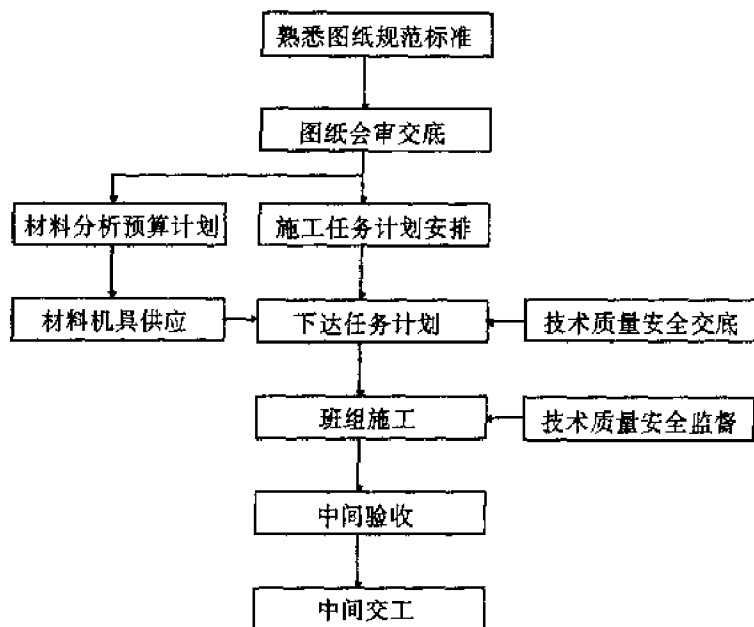 熟悉图纸规范标准
图纸会审交底
材料分析预算计划
施工任务计划安排
材料机具供应
下达任务计划
技术质量安全交底
班组施工
技术质量安全监督
中间验收
中间交工